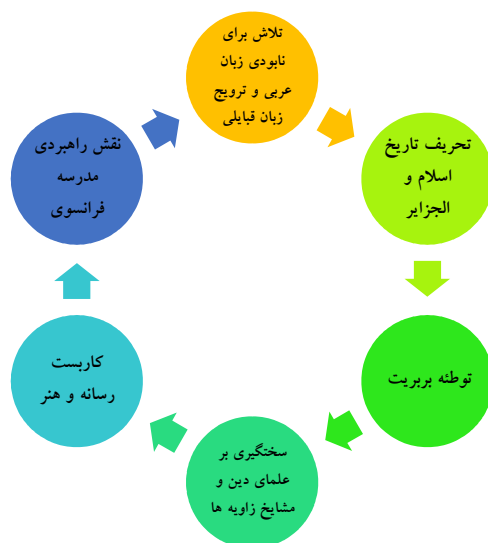 تلاش برای
نابودی زبان
عربی و ترویج
زبان قبایلی
تحریف تاریخ
اسلام و
الجزایر
توطئه بربریت
سختگیری بر
علمای دین و
مشایخ زاویه ها
کاربست
رسانه و هنر
نقش راهبردی
مدرسه
فرانسوی